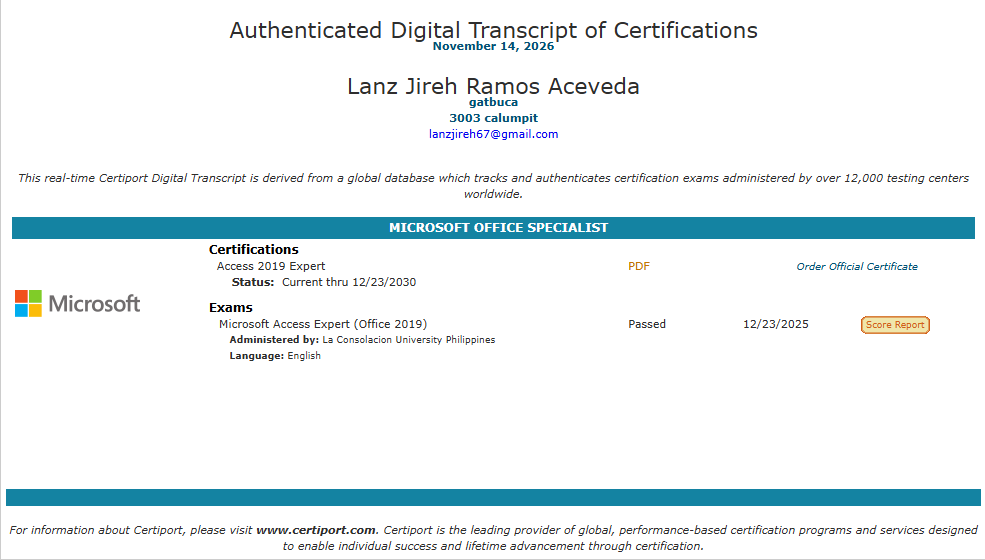 Authenticated Digital Transcript of Certifications
November 14, 2026
Lanz Jireh Ramos Aceveda
gatbuca
3003 calumpit
lanzjireh67@gmail.com
This real-time Certiport Digital Transcript is derived from a global database which tracks and authenticates certification exams administered by over 12,000 testing centers
worldwide.
MICROSOFT OFFICE SPECIALIST
Microsoft
Certifications
Access 2019 Expert PDF Order Official Certificate
Status: Current thru 12/23/2030
Exams
Microsoft Access Expert (Office 2019) Passed 12/23/2025 Score Report
Administered by: La Consolacion University Philippines
Language: English
For information about Certiport, please visit www.certiport.com. Certiport is the leading provider of global, performance-based certification programs and services designed
to enable individual success and lifetime advancement through certification.